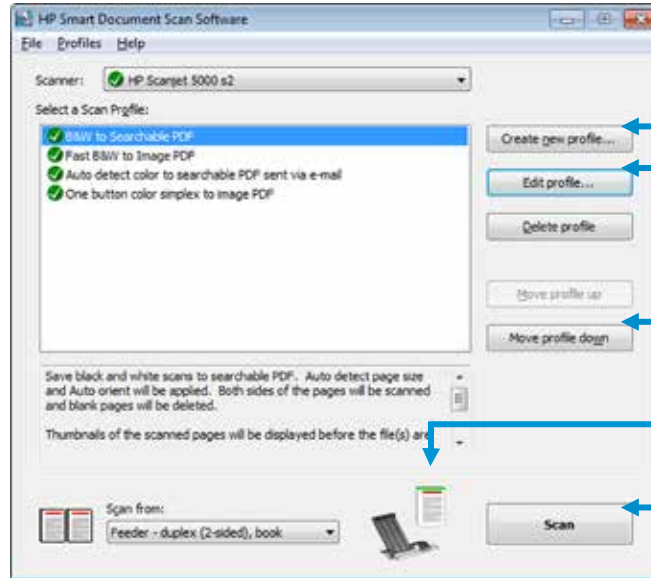 HP Smart Document Scan Software
File Profiles Help
Scanner: HP Scanjet 5000 s2
Select a Scan Profile:
B&W to Searchable PDF
Fast B&W to Image PDF
Auto detect color to searchable PDF sent via e-mail
One button color simplex to image PDF
Create new profile...
Edit profile...
Delete profile
Move profile up
Move profile down
Save black and white scans to searchable PDF. Auto detect page size
and Auto orient will be applied. Both sides of the pages will be scanned
and blank pages will be deleted.
Thumbnails of the scanned pages will be displayed before the file(s) are
Scan from:
Feeder - duplex (2-sided), book
Scan